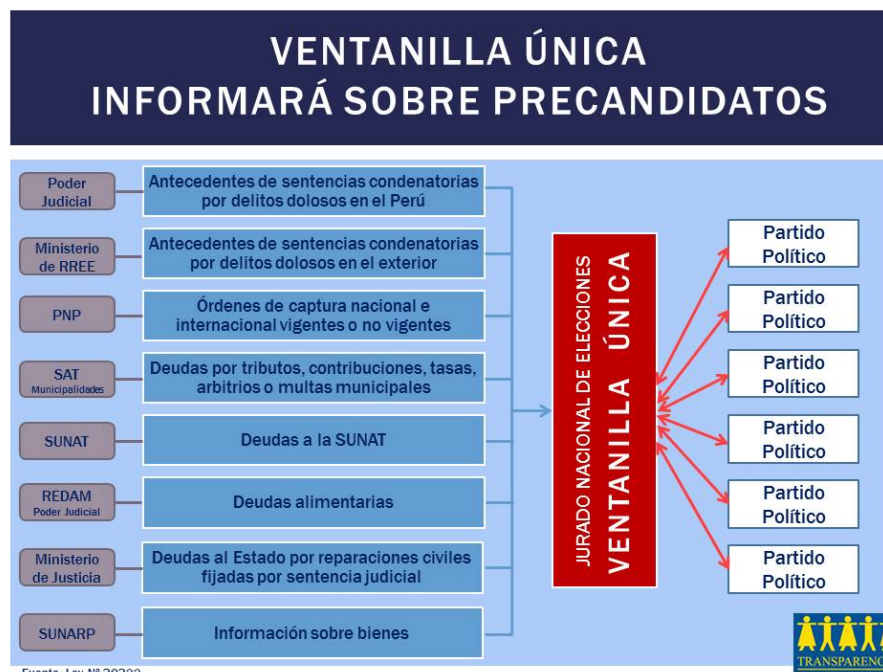 VENTANILLA ÚNICA
INFORMARÁ SOBRE PRECANDIDATOS
Poder
Judicial
Antecedentes de sentencias condenatorias
por delitos dolosos en el Perú
Ministerio
de RREE
Antecedentes de sentencias condenatorias
por delitos dolosos en el exterior
PNP
Órdenes de captura nacional e
internacional vigentes o no vigentes
SAT
Municipalidades
Deudas por tributos, contribuciones, tasas,
arbitrios o multas municipales
SUNAT
Deudas a la SUNAT
REDAM
Poder Judicial
Deudas alimentarias
Ministerio
de Justicia
Deudas al Estado por reparaciones civiles
fijadas por sentencia judicial
SUNARP
Información sobre bienes
JURADO NACIONAL DE ELECCIONES
VENTANILLA ÚNICA
Partido
Político
Partido
Político
Partido
Político
Partido
Político
Partido
Político
Partido
Político
Fuente. Ley Nº